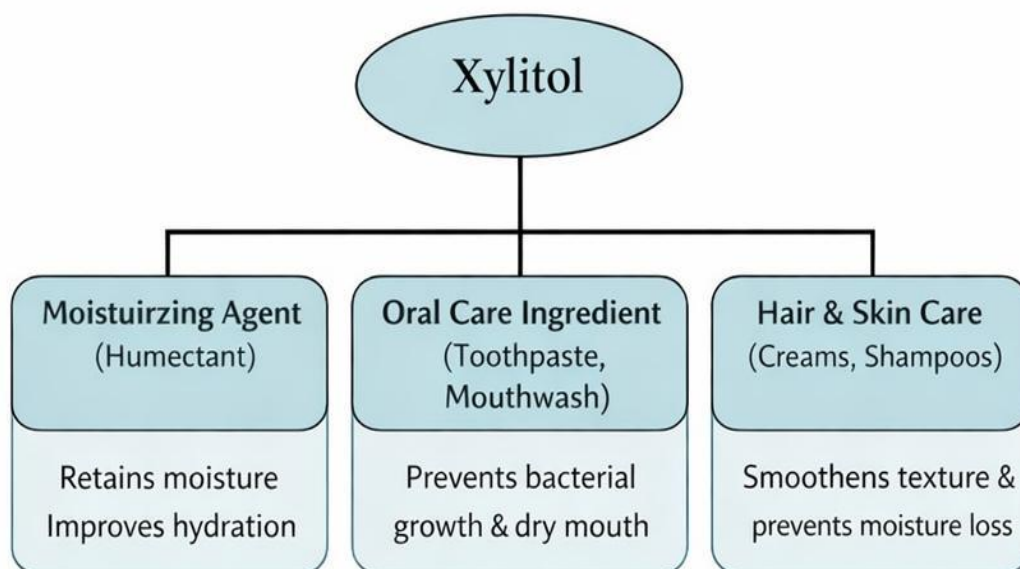 Xylitol
Moistuirzing Agent
(Humectant)
Retains moisture
Improves hydration
Oral Care Ingredient
(Toothpaste,
Mouthwash)
Prevents bacterial
growth & dry mouth
Hair & Skin Care
(Creams, Shampoos)
Smoothens texture &
prevents moisture loss